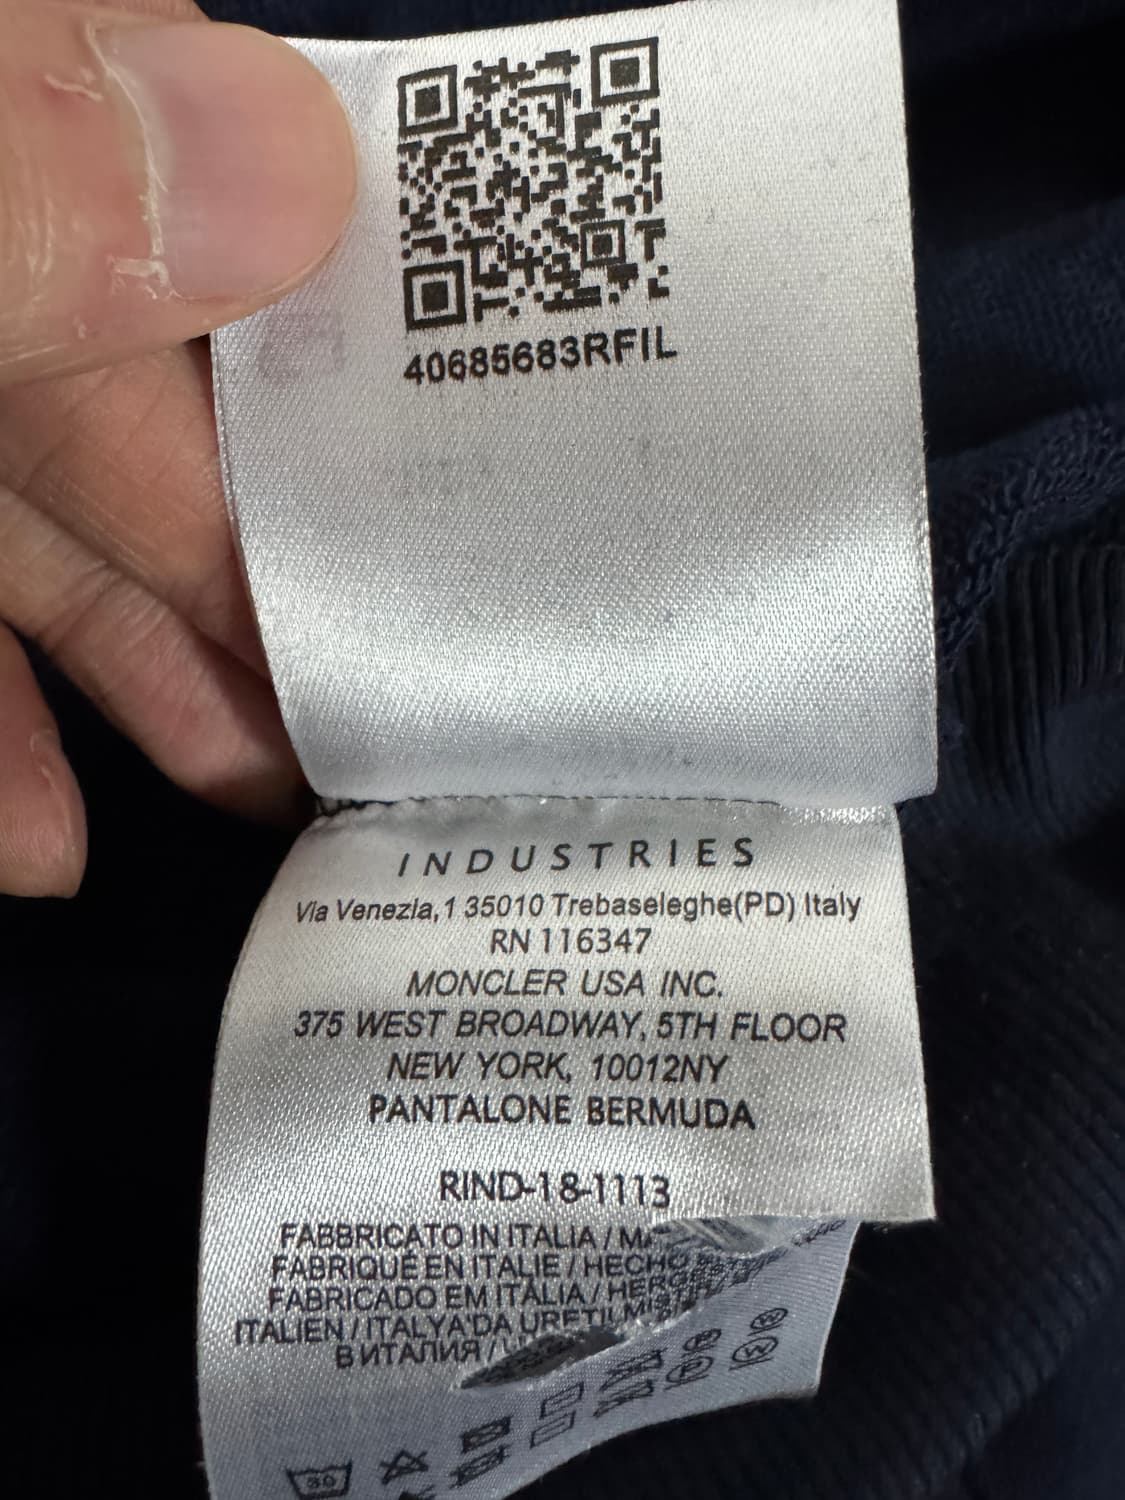 40685683RFIL
INDUSTRIES
Via Venezia,1 35010 Trebaseleghe(PD) Italy
RN 116347
MONCLER USA INC.
375 WEST BROADWAY, 5TH FLOOR
NEW YORK, 10012NY
PANTALONE BERMUDA
RIND-18-1113
FABBRICATO IN ITALIA /
FABRIQUÉ EN ITALIE / HECHO
FABRICADO EM ITÁLIA /
ITALIEN / ITALYA'DA
В ИТАЛИЯ /
30